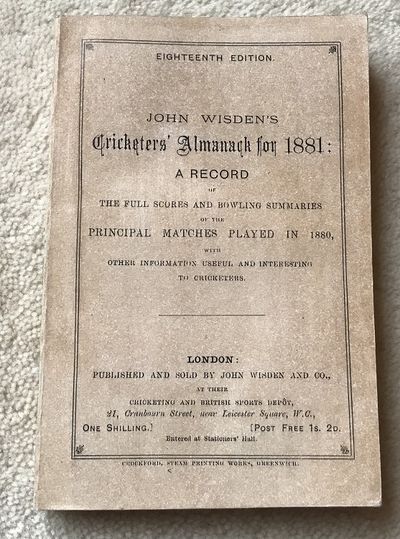 EIGHTEENTH EDITION.
JOHN WISDEN'S
Cricketers' Almanack for 1881:
A RECORD
OF
THE FULL SCORES AND BOWLING SUMMARIES
OF THE
PRINCIPAL MATCHES PLAYED IN 1880,
WITH
OTHER INFORMATION USEFUL AND INTERESTING
TO CRICKETERS.
LONDON:
PUBLISHED AND SOLD BY JOHN WISDEN AND CO.,
AT THEIR
CRICKETING AND BRITISH SPORTS DEPÔT,
21, Cranbourn Street, near Leicester Square, W.C.,
ONE SHILLING.] [POST FREE 1S. 2D.
Entered at Stationers' Hall.
CROCKFORD, STEAM PRINTING WORKS, GREENWICH.